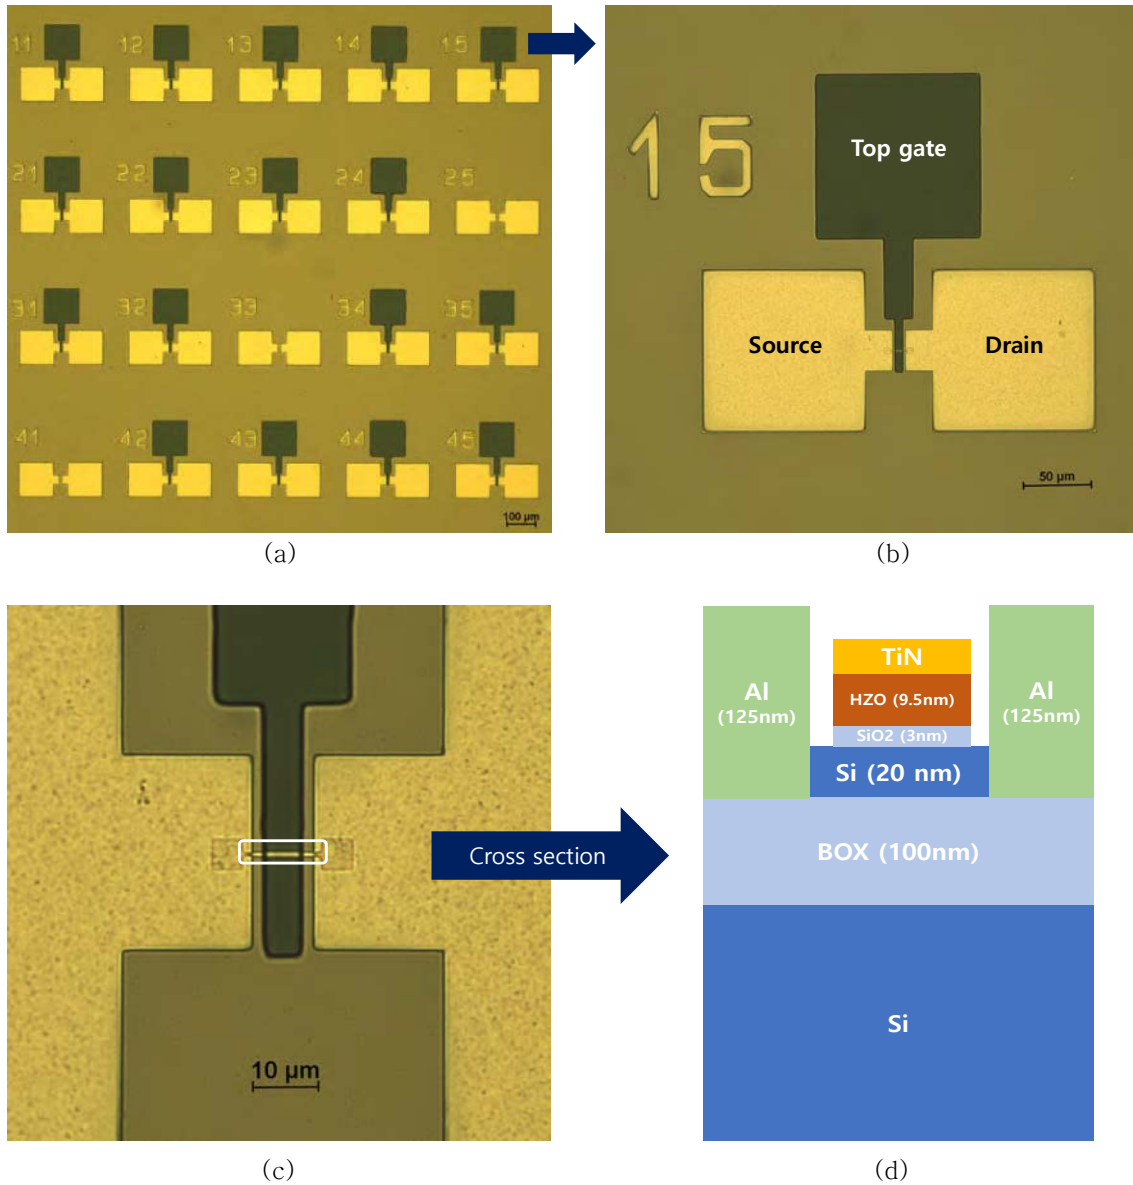 11 12 13 14 15
21 22 23 24 25
31 32 33 34 35
41 42 43 44 45
100 µm
(a)
15
Top gate
Source
Drain
50 µm
(b)
10 µm
(c)
Cross section
TiN
HZO (9.5nm)
SiO2 (3nm)
Al
(125nm)
Al
(125nm)
Si (20 nm)
BOX (100nm)
Si
(d)